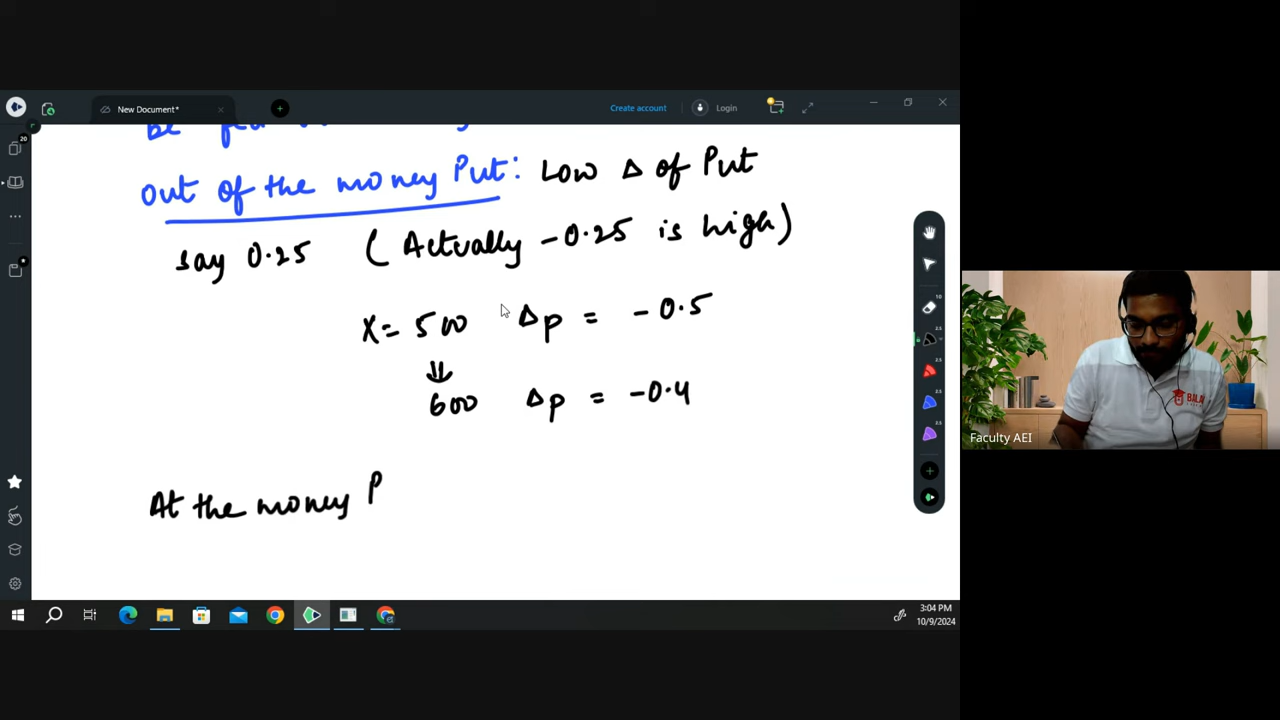 New Document*
Create account
Login
20
out of the money Put: Low Δ of Put
say 0.25 (Actually -0.25 is high)
X = 500 Δp = -0.5
⇓
600 Δp = -0.4
At the money P
Faculty AEI
3:04 PM
10/9/2024